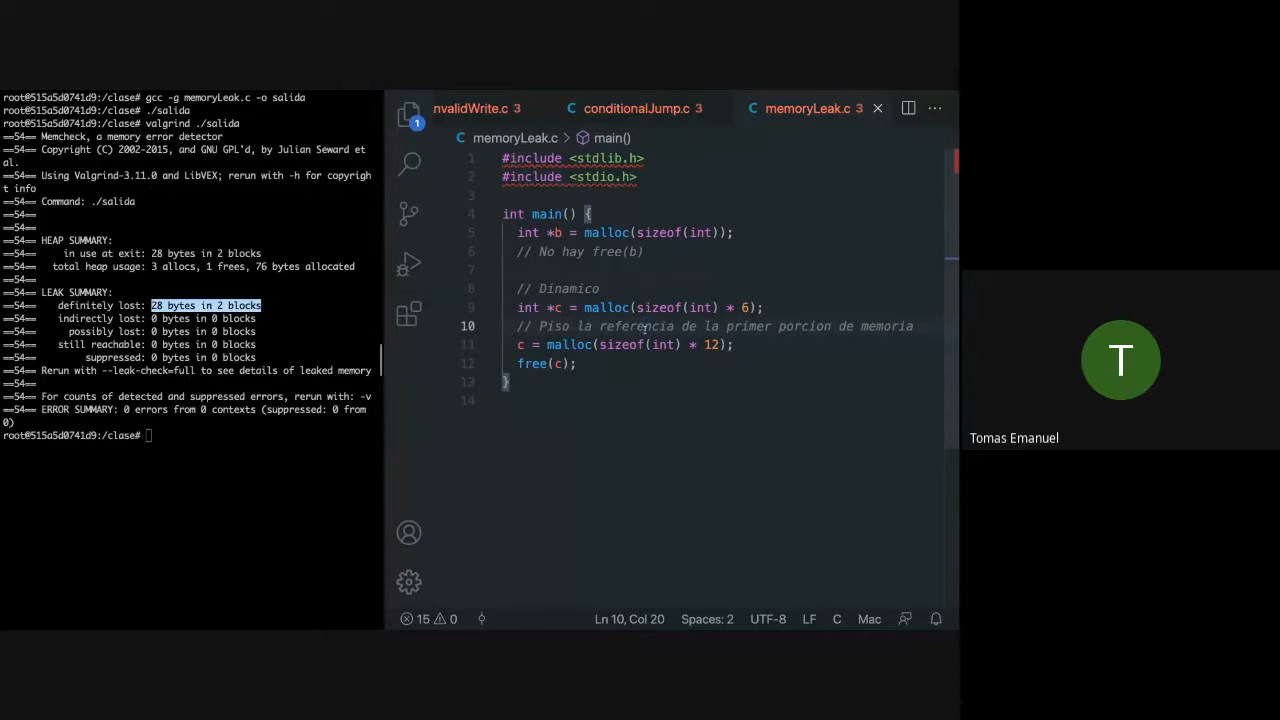 root@515a5d0741d9:/clase# gcc -g memoryLeak.c -o salida
root@515a5d0741d9:/clase# ./salida
root@515a5d0741d9:/clase# valgrind ./salida
==54== Memcheck, a memory error detector
==54== Copyright (C) 2002-2015, and GNU GPL'd, by Julian Seward et
al.
==54== Using Valgrind-3.11.0 and LibVEX; rerun with -h for copyrigh
t info
==54== Command: ./salida
==54==
==54==
==54== HEAP SUMMARY:
==54== in use at exit: 28 bytes in 2 blocks
==54== total heap usage: 3 allocs, 1 frees, 76 bytes allocated
==54==
==54== LEAK SUMMARY:
==54== definitely lost: 28 bytes in 2 blocks
==54== indirectly lost: 0 bytes in 0 blocks
==54== possibly lost: 0 bytes in 0 blocks
==54== still reachable: 0 bytes in 0 blocks
==54== suppressed: 0 bytes in 0 blocks
==54== Rerun with --leak-check=full to see details of leaked memory
==54==
==54== For counts of detected and suppressed errors, rerun with: -v
==54== ERROR SUMMARY: 0 errors from 0 contexts (suppressed: 0 from
0)
root@515a5d0741d9:/clase#
1
nvalidWrite.c 3 C conditionalJump.c 3 C memoryLeak.c 3
C memoryLeak.c > main()
1 #include <stdlib.h>
2 #include <stdio.h>
3
4 int main() {
5 int *b = malloc(sizeof(int));
6 // No hay free(b)
7
8 // Dinamico
9 int *c = malloc(sizeof(int) * 6);
10 // Piso la referencia de la primer porcion de memoria
11 c = malloc(sizeof(int) * 12);
12 free(c);
13 }
14
15 0 Ln 10, Col 20 Spaces: 2 UTF-8 LF C Mac
T
Tomas Emanuel